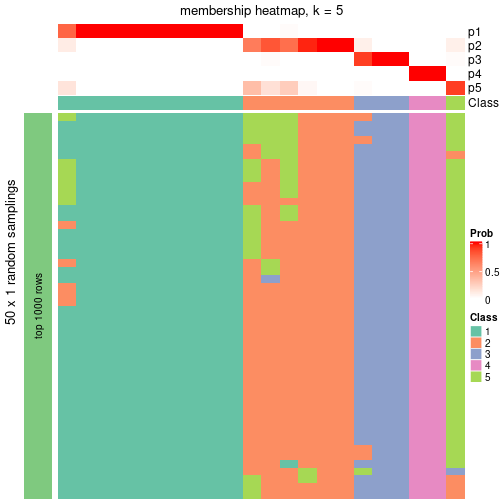 membership heatmap, k = 5
p1
p2
p3
p4
p5
Class
50 x 1 random samplings
top 1000 rows
Prob
1
0.5
0
Class
1
2
3
4
5